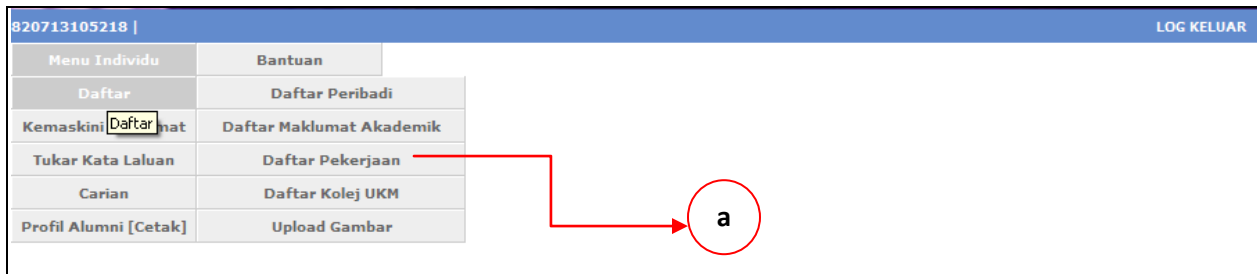 820713105218 | LOG KELUAR
Menu Individu Bantuan
Daftar Daftar Peribadi
Kemaskini Daftar mat Daftar Maklumat Akademik
Tukar Kata Laluan Daftar Pekerjaan
Carian Daftar Kolej UKM
Profil Alumni [Cetak] Upload Gambar
a